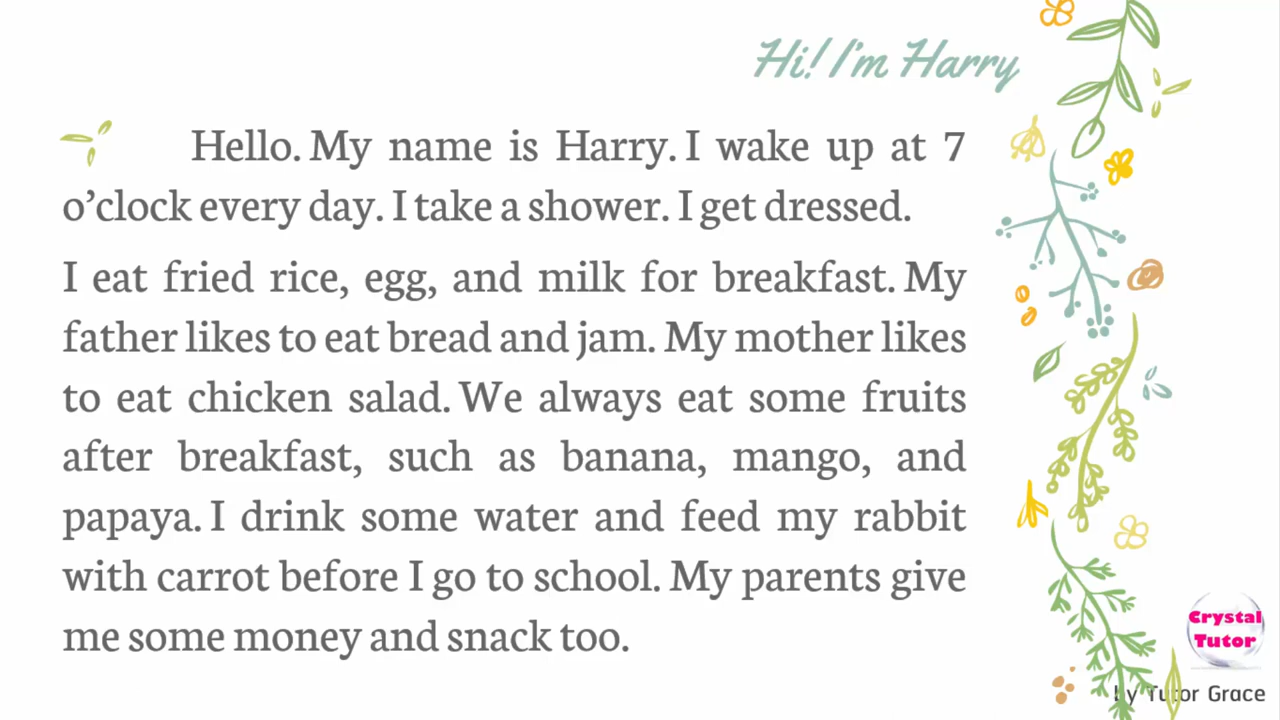 Hi! I'm Harry
Hello. My name is Harry. I wake up at 7
o'clock every day. I take a shower. I get dressed.
I eat fried rice, egg, and milk for breakfast. My
father likes to eat bread and jam. My mother likes
to eat chicken salad. We always eat some fruits
after breakfast, such as banana, mango, and
papaya. I drink some water and feed my rabbit
with carrot before I go to school. My parents give
me some money and snack too.
Crystal
Tutor
by Tutor Grace